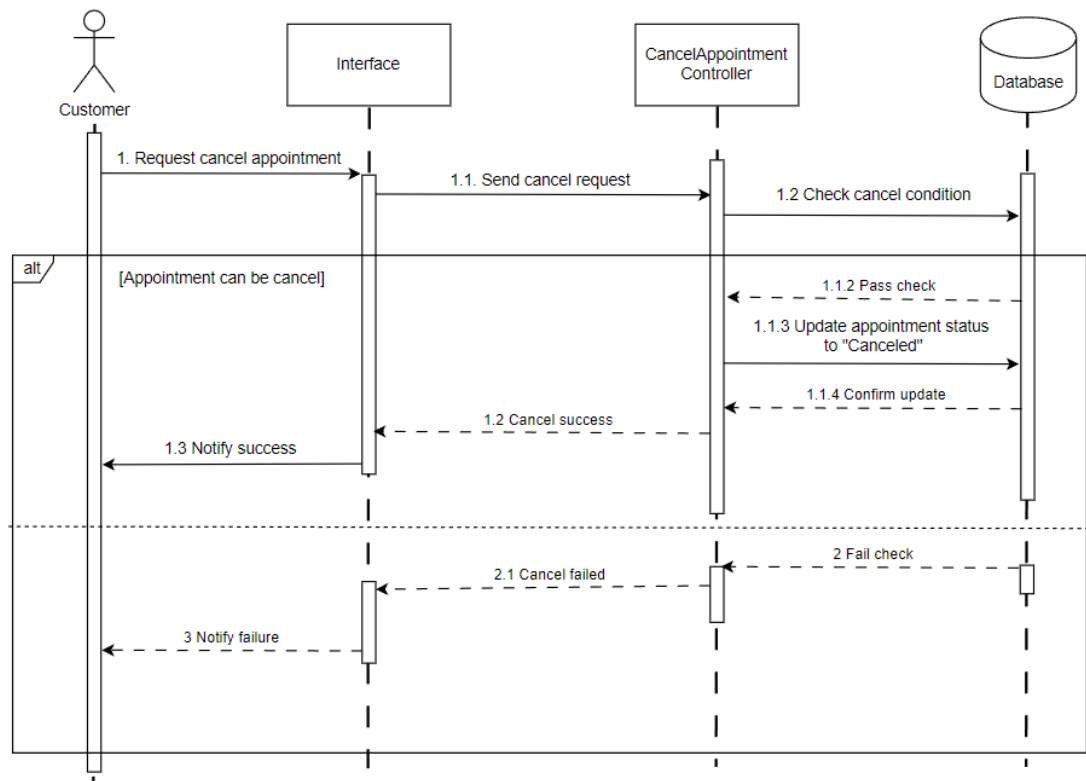 Customer
Interface
CancelAppointment
Controller
Database
1. Request cancel appointment
1.1. Send cancel request
1.2 Check cancel condition
alt
[Appointment can be cancel]
1.1.2 Pass check
1.1.3 Update appointment status
to "Canceled"
1.1.4 Confirm update
1.2 Cancel success
1.3 Notify success
2 Fail check
2.1 Cancel failed
3 Notify failure